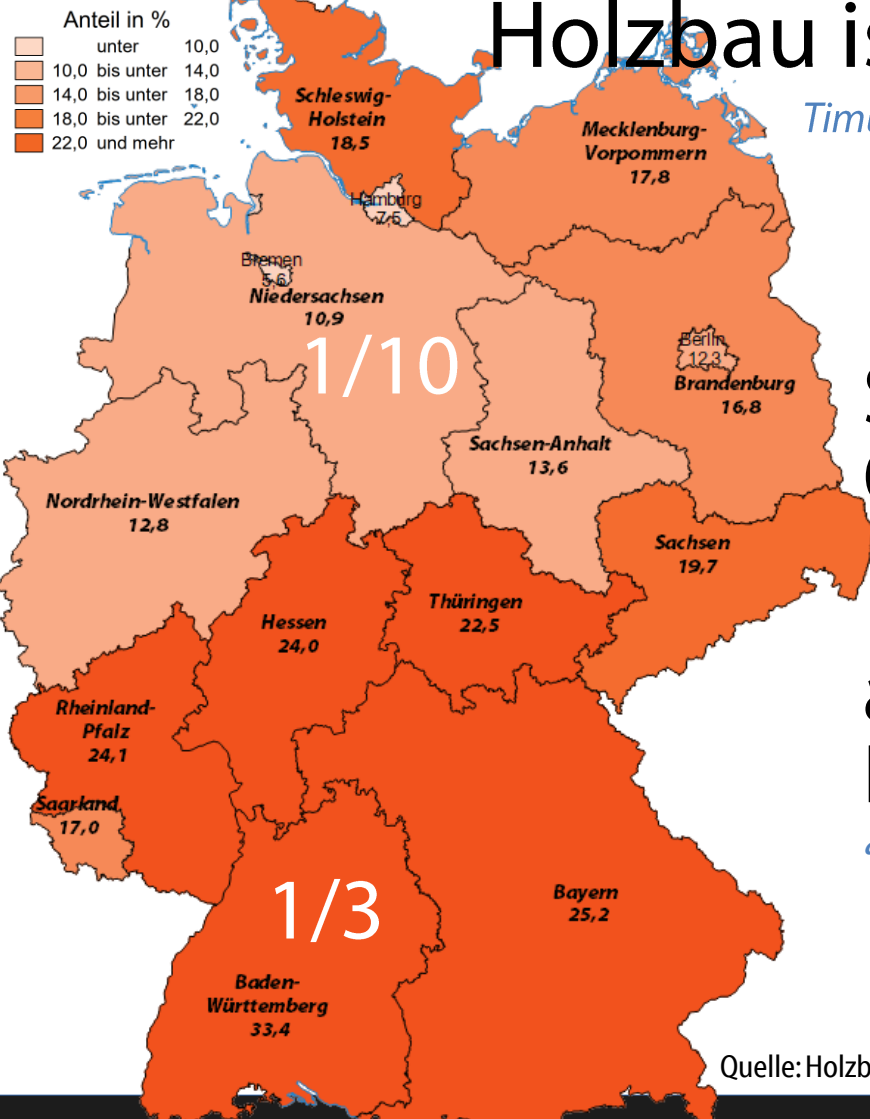 Holzbau is
Anteil in %
unter 10,0
10,0 bis unter 14,0
14,0 bis unter 18,0
18,0 bis unter 22,0
22,0 und mehr
Timu
Schleswig-
Holstein
18,5
Mecklenburg-
Vorpommern
17,8
Hamburg
7,5
Bremen
5,6
Niedersachsen
10,9
1/10
Berlin
12,3
Brandenburg
16,8
Sachsen-Anhalt
13,6
Nordrhein-Westfalen
12,8
Sachsen
19,7
Thüringen
22,5
Hessen
24,0
Rheinland-
Pfalz
24,1
Saarland
17,0
1/3
Bayern
25,2
Baden-
Württemberg
33,4
Quelle: Holzb